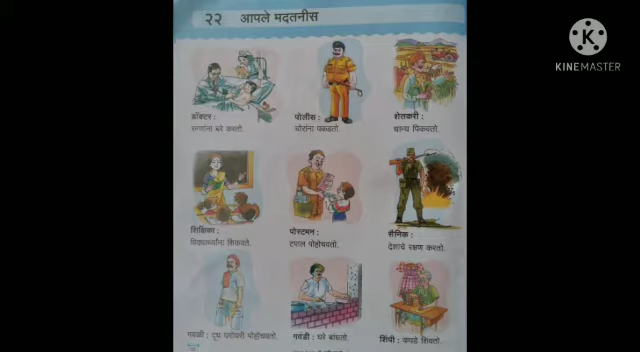 २२ आपले मदतनीस
KINEMASTER
डॉक्टर :
रुग्णांना बरे करतो.
पोलीस :
चोरांना पकडतो.
शेतकरी :
धान्य पिकवतो.
शिक्षिका :
विद्यार्थ्यांना शिकवते.
पोस्टमन :
टपाल पोहोचवतो.
सैनिक :
देशाचे रक्षण करतो.
गवळी : दूध घरोघरी पोहोचवतो.
गवंडी : घरे बांधतो.
शिंपी : कपडे शिवतो.